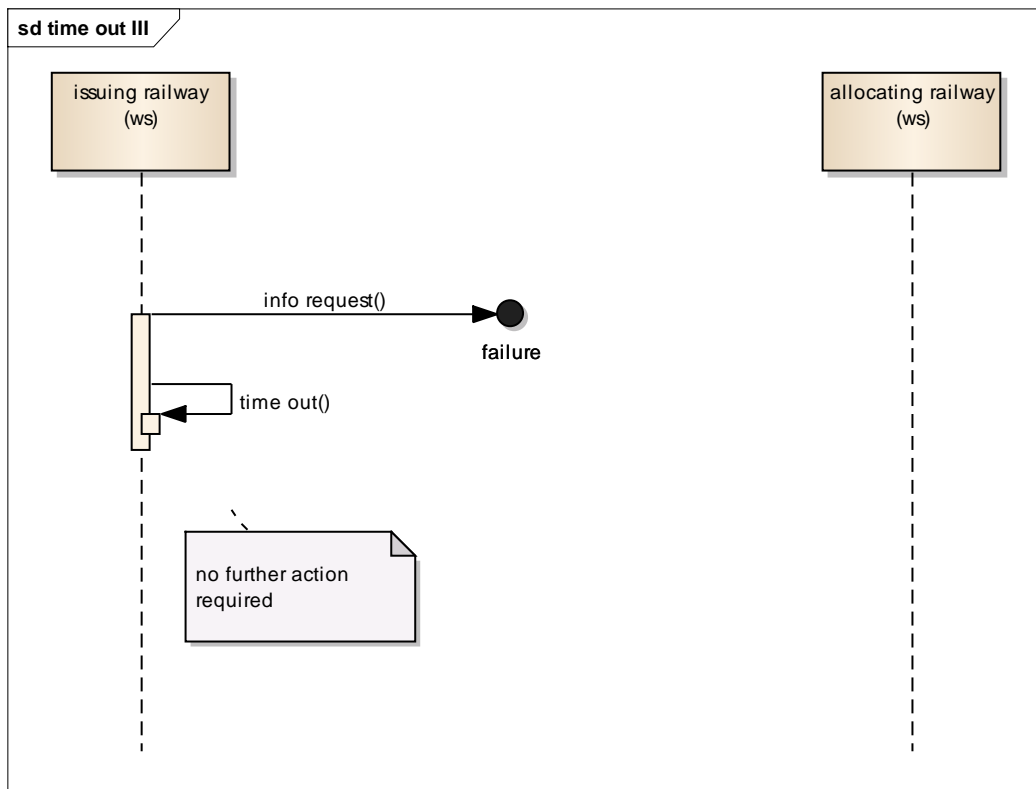 sd time out III
issuing railway
(ws)
allocating railway
(ws)
info request()
failure
time out()
no further action
required